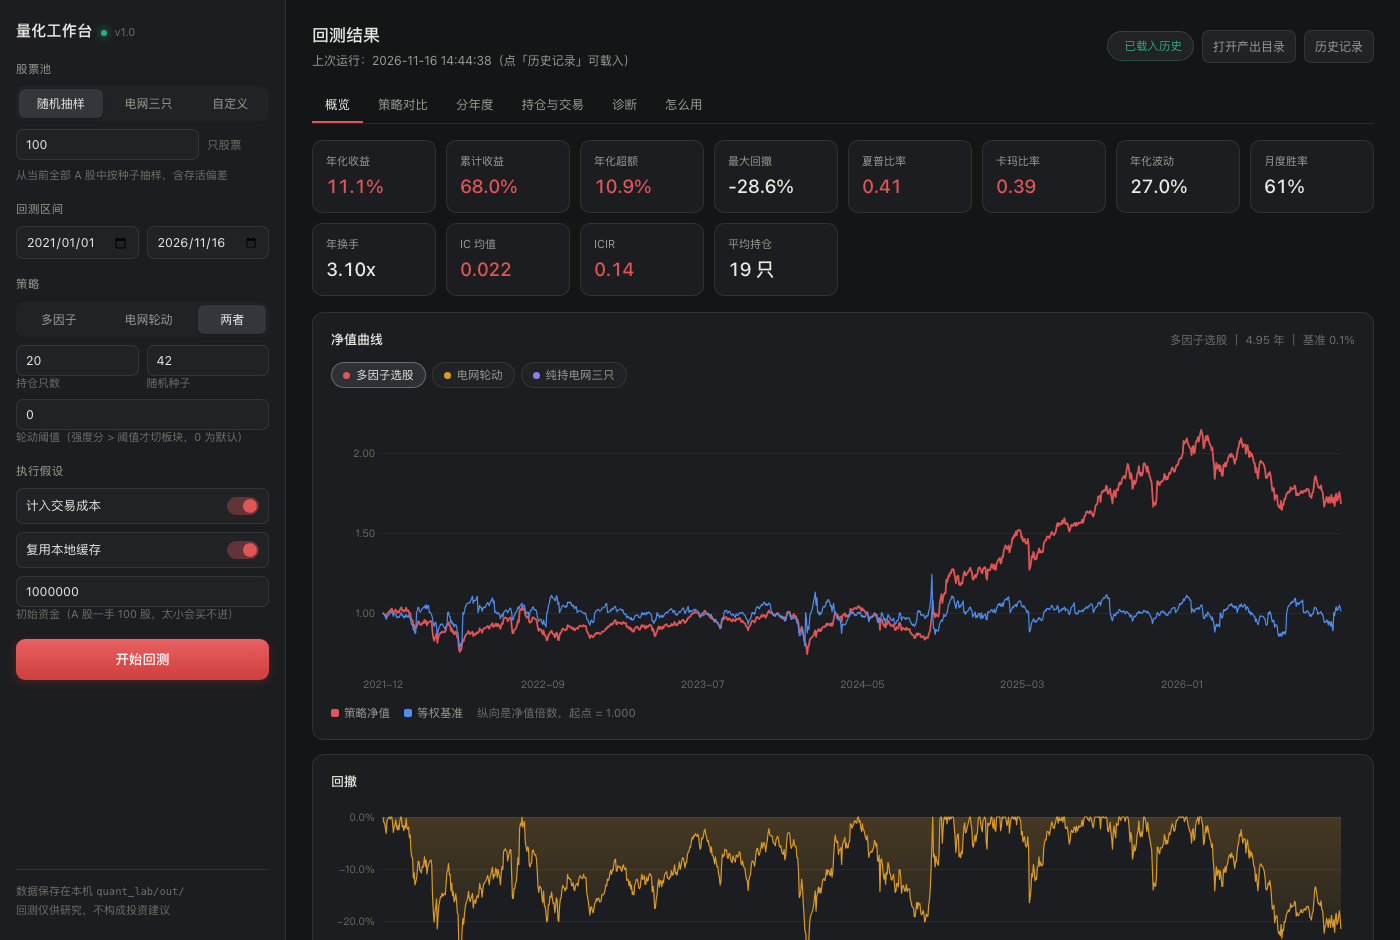 量化工作台 v1.0
股票池
随机抽样 电网三只 自定义
100 只股票
从当前全部 A 股中按种子抽样，含存活偏差
回测区间
2021/01/01 2026/11/16
策略
多因子 电网轮动 两者
20 42
持仓只数 随机种子
0
轮动阈值（强度分 > 阈值才切板块，0 为默认）
执行假设
计入交易成本
复用本地缓存
1000000
初始资金（A 股一手 100 股，太小会买不进）
开始回测
数据保存在本机 quant_lab/out/
回测仅供研究，不构成投资建议
回测结果
上次运行：2026-11-16 14:44:38（点「历史记录」可载入）
已载入历史 打开产出目录 历史记录
概览 策略对比 分年度 持仓与交易 诊断 怎么用
年化收益 累计收益 年化超额 最大回撤 夏普比率 卡玛比率 年化波动 月度胜率
11.1% 68.0% 10.9% -28.6% 0.41 0.39 27.0% 61%
年换手 IC 均值 ICIR 平均持仓
3.10x 0.022 0.14 19 只
净值曲线 多因子选股 | 4.95 年 | 基准 0.1%
多因子选股 电网轮动 纯持电网三只
2.00
1.50
1.00
2021-12 2022-09 2023-07 2024-05 2025-03 2026-01
策略净值 等权基准 纵向是净值倍数，起点 = 1.000
回撤
0.0%
-10.0%
-20.0%